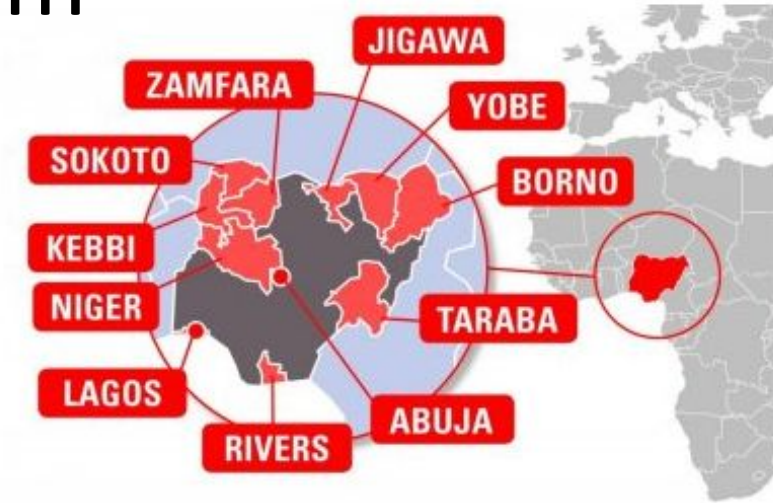 JIGAWA
ZAMFARA
YOBE
SOKOTO
BORNO
KEBBI
NIGER
TARABA
LAGOS
ABUJA
RIVERS